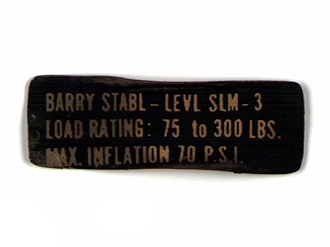 BARRY STABL-LEVL SLM-3
LOAD RATING: 75 to 300 LBS.
MAX. INFLATION 70 P.S.I.